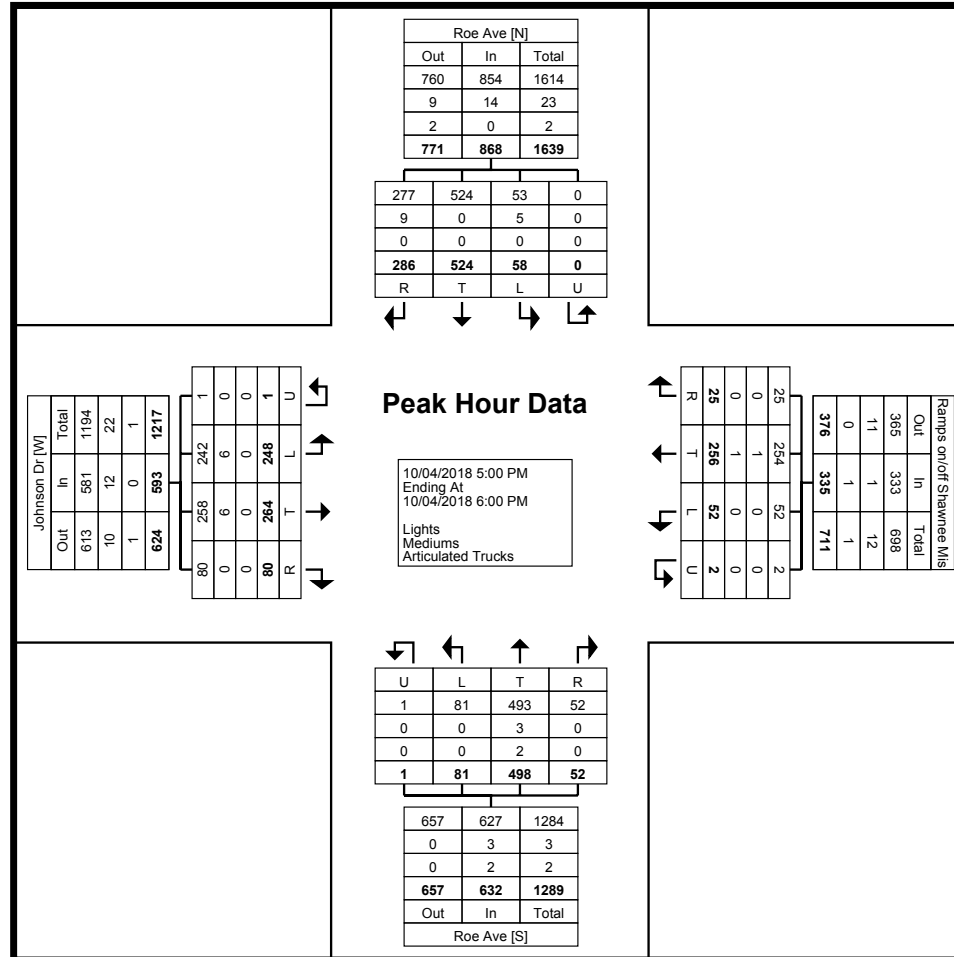 Roe Ave [N]
Out In Total
760 854 1614
9 14 23
2 0 2
771 868 1639
277 524 53 0
9 0 5 0
0 0 0 0
286 524 58 0
R T L U
Johnson Dr [W]
Total In Out
1194 581 613
22 12 10
1 0 1
1217 593 624
1 0 0 1 U
242 6 0 248 L
258 6 0 264 T
80 0 0 80 R
Peak Hour Data
10/04/2018 5:00 PM
Ending At
10/04/2018 6:00 PM
Lights
Mediums
Articulated Trucks
R 25 0 0 25
T 256 1 1 254
L 52 0 0 52
U 2 0 0 2
Ramps on/off Shawnee Mis
Out In Total
365 333 698
11 1 12
0 1 1
376 335 711
U L T R
1 81 493 52
0 0 3 0
0 0 2 0
1 81 498 52
657 627 1284
0 3 3
0 2 2
657 632 1289
Out In Total
Roe Ave [S]